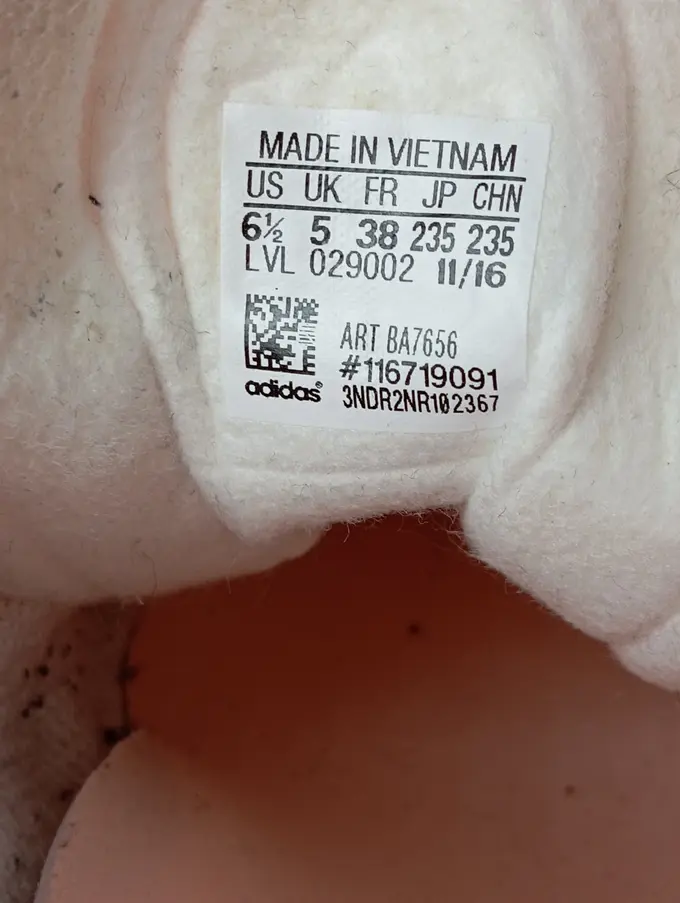 MADE IN VIETNAM
US UK FR JP CHN
6½ 5 38 235 235
LVL 029002 11/16
ART BA7656
#116719091
adidas® 3NDR2NR102367